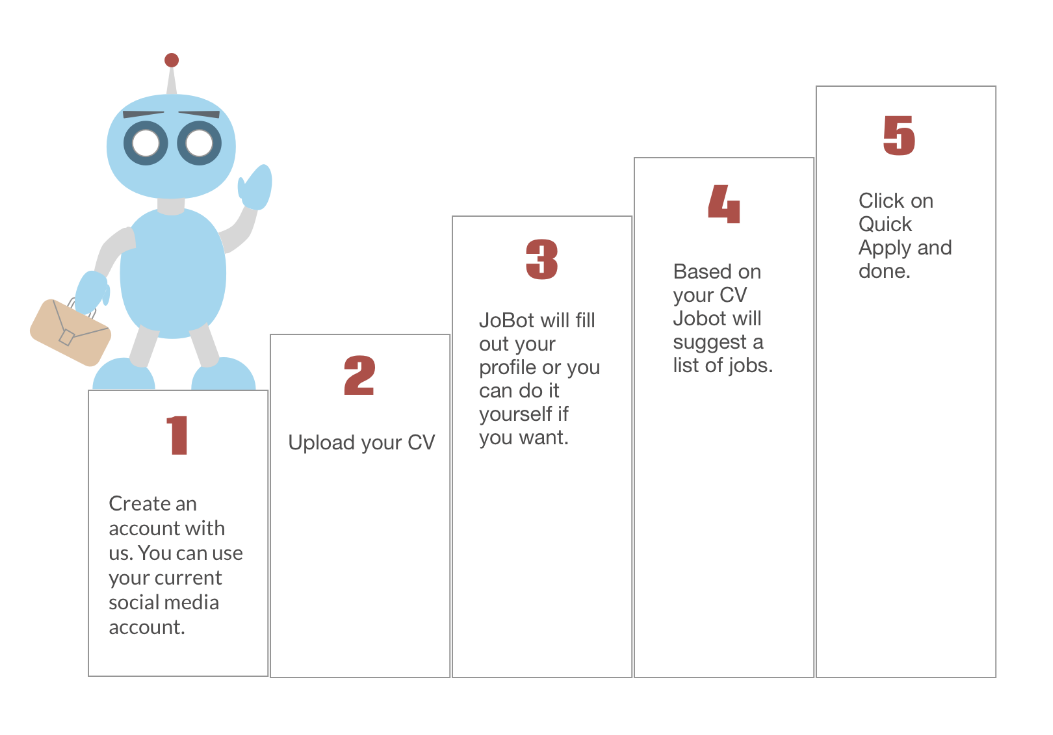 1
Create an
account with
us. You can use
your current
social media
account.
2
Upload your CV
3
JoBot will fill
out your
profile or you
can do it
yourself if
you want.
4
Based on
your CV
Jobot will
suggest a
list of jobs.
5
Click on
Quick
Apply and
done.